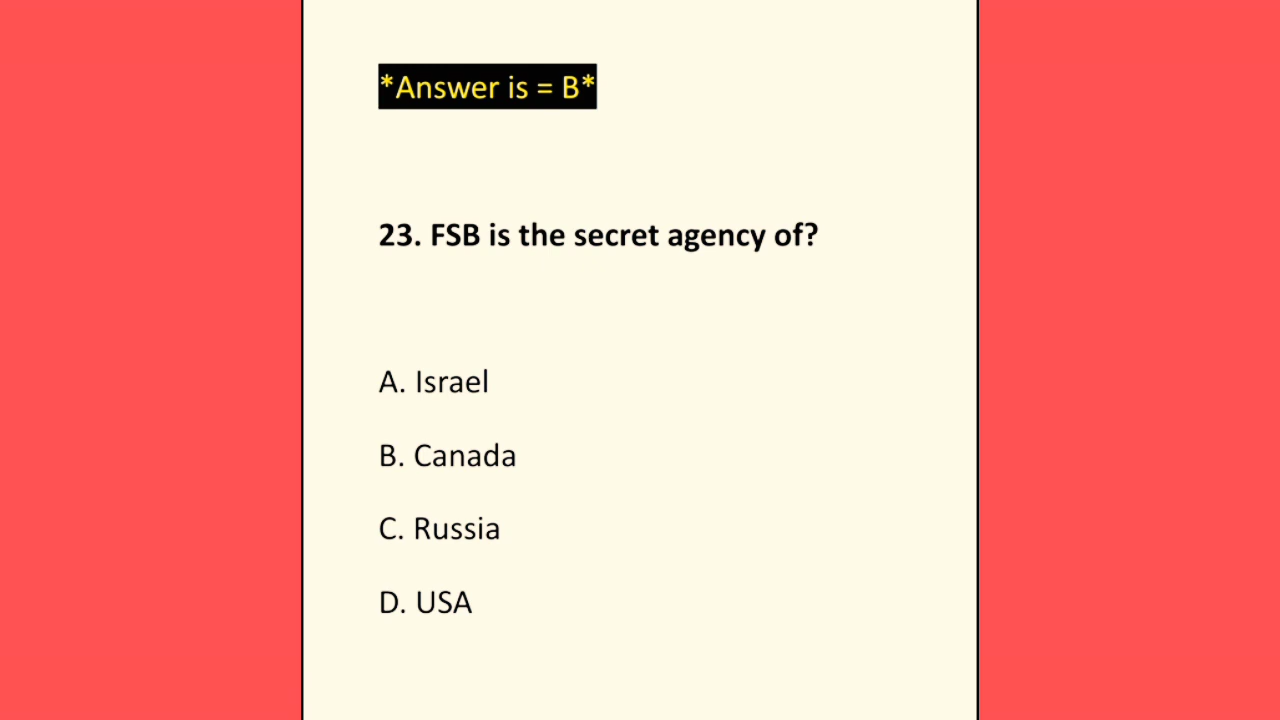 *Answer is = B*
23. FSB is the secret agency of?
A. Israel
B. Canada
C. Russia
D. USA